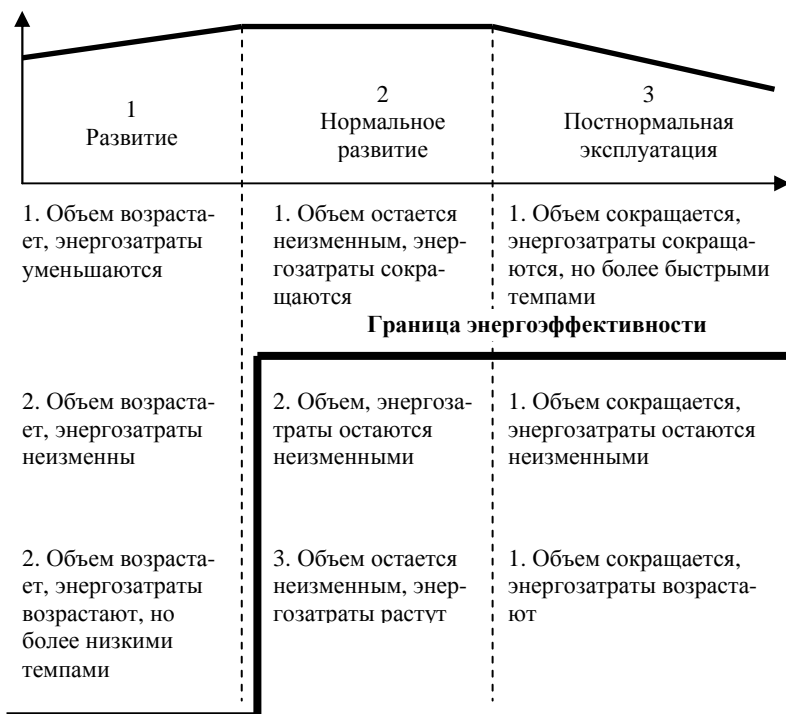 1
Развитие
2
Нормальное
развитие
3
Постнормальная
эксплуатация
1. Объем возраста-
ет, энергозатраты
уменьшаются
1. Объем остается
неизменным, энер-
гозатраты сокра-
щаются
1. Объем сокращается,
энергозатраты сокраща-
ются, но более быстрыми
темпами
Граница энергоэффективности
2. Объем возраста-
ет, энергозатраты
неизменны
2. Объем, энергоза-
траты остаются
неизменными
1. Объем сокращается,
энергозатраты остаются
неизменными
2. Объем возраста-
ет, энергозатраты
возрастают, но
более низкими
темпами
3. Объем остается
неизменным, энер-
гозатраты растут
1. Объем сокращается,
энергозатраты возраста-
ют